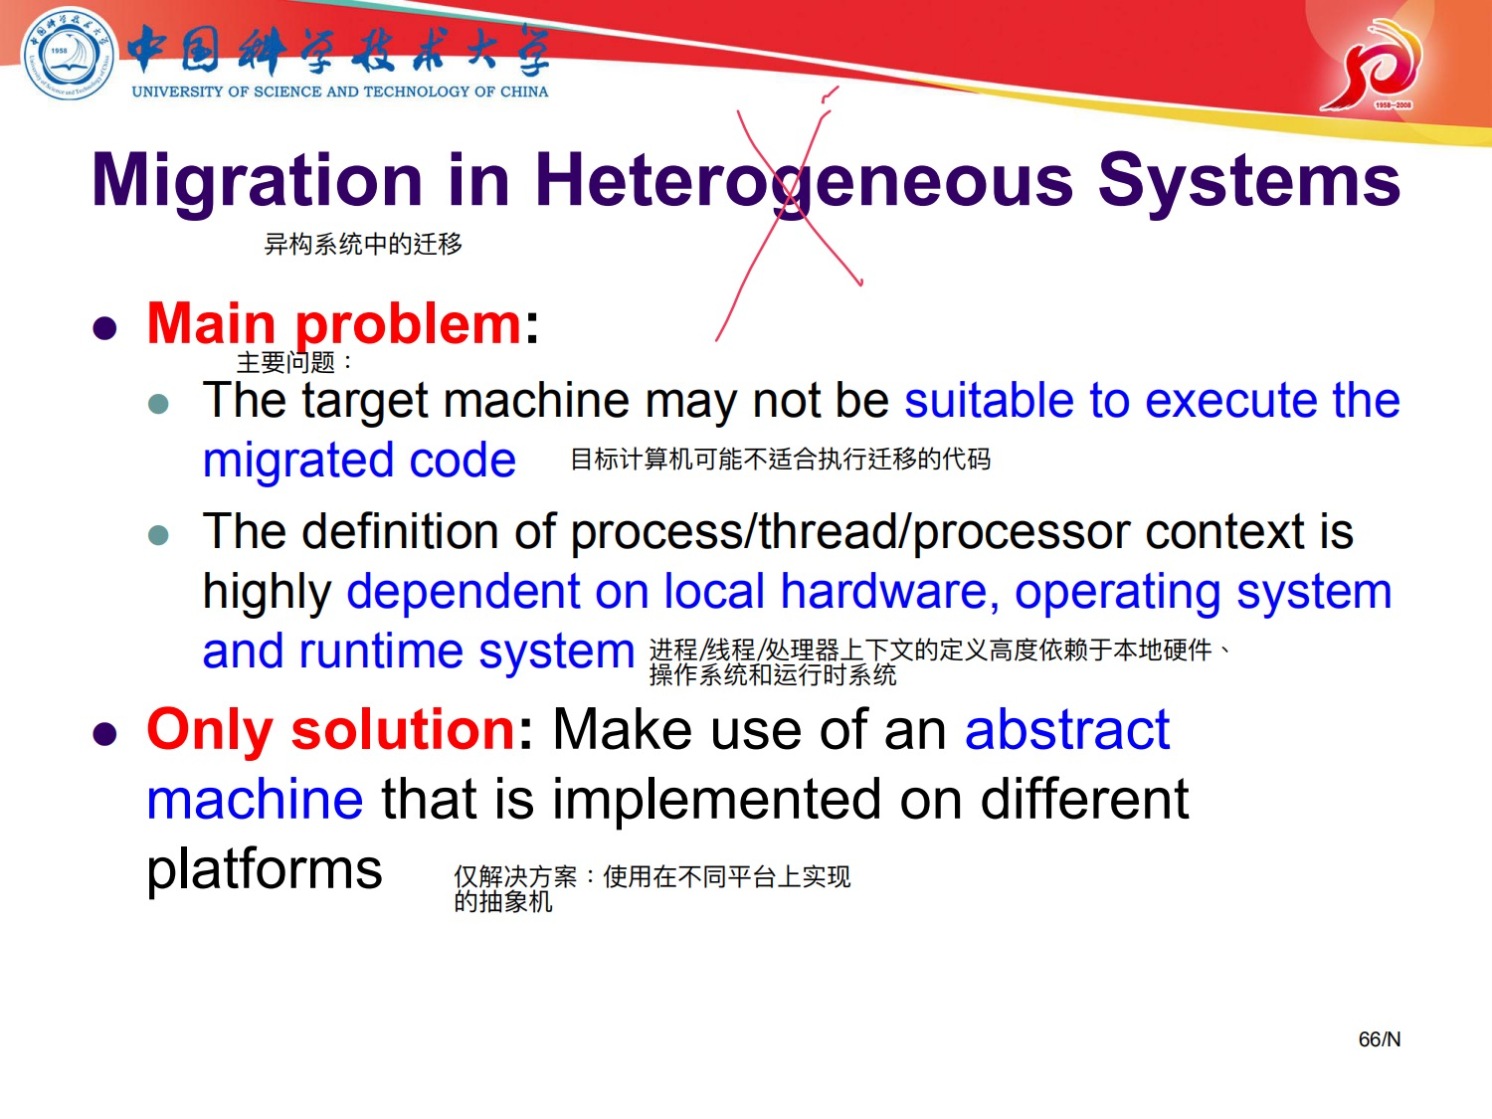 中国科学技术大学
UNIVERSITY OF SCIENCE AND TECHNOLOGY OF CHINA
1958
1958-2008
Migration in Heterogeneous Systems
异构系统中的迁移
Main problem:
主要问题：
The target machine may not be suitable to execute the
migrated code
目标计算机可能不适合执行迁移的代码
The definition of process/thread/processor context is
highly dependent on local hardware, operating system
and runtime system
进程/线程/处理器上下文的定义高度依赖于本地硬件、
操作系统和运行时系统
Only solution: Make use of an abstract
machine that is implemented on different
platforms
仅解决方案：使用在不同平台上实现
的抽象机
66/N